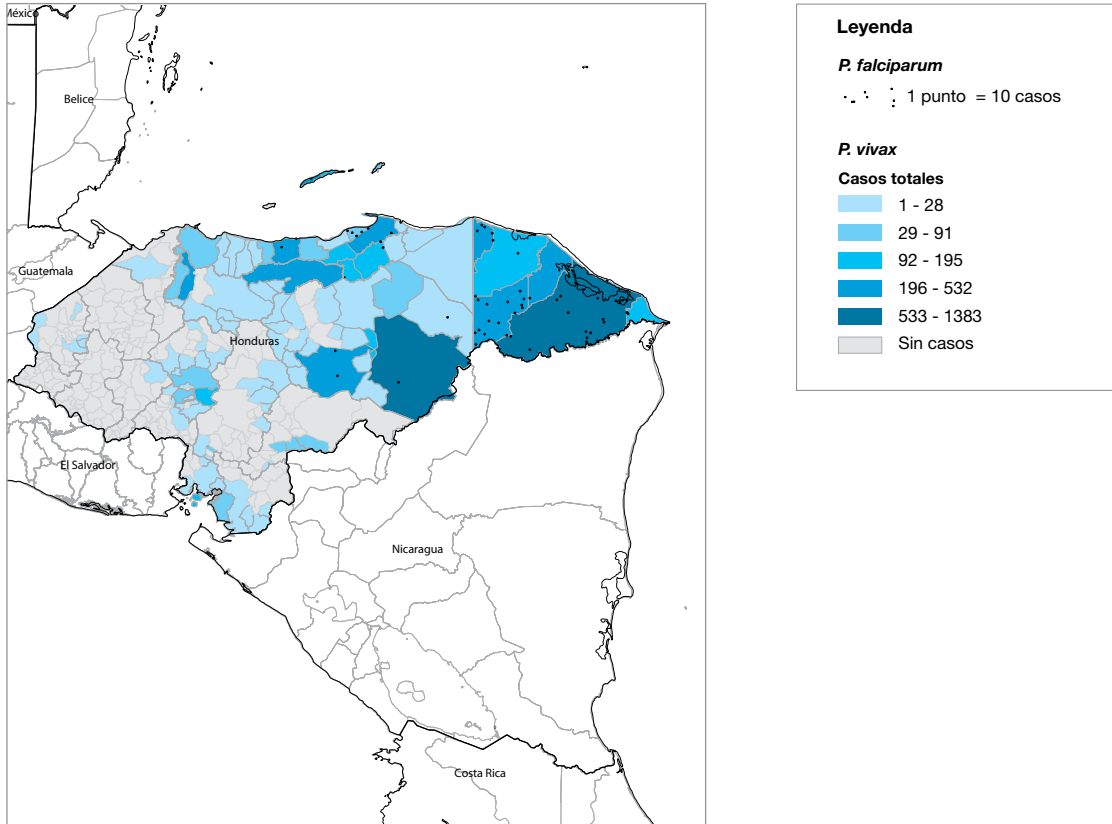 México
Belice
Guatemala
Honduras
El Salvador
Nicaragua
Costa Rica
Leyenda
P. falciparum
1 punto = 10 casos
P. vivax
Casos totales
1 - 28
29 - 91
92 - 195
196 - 532
533 - 1383
Sin casos